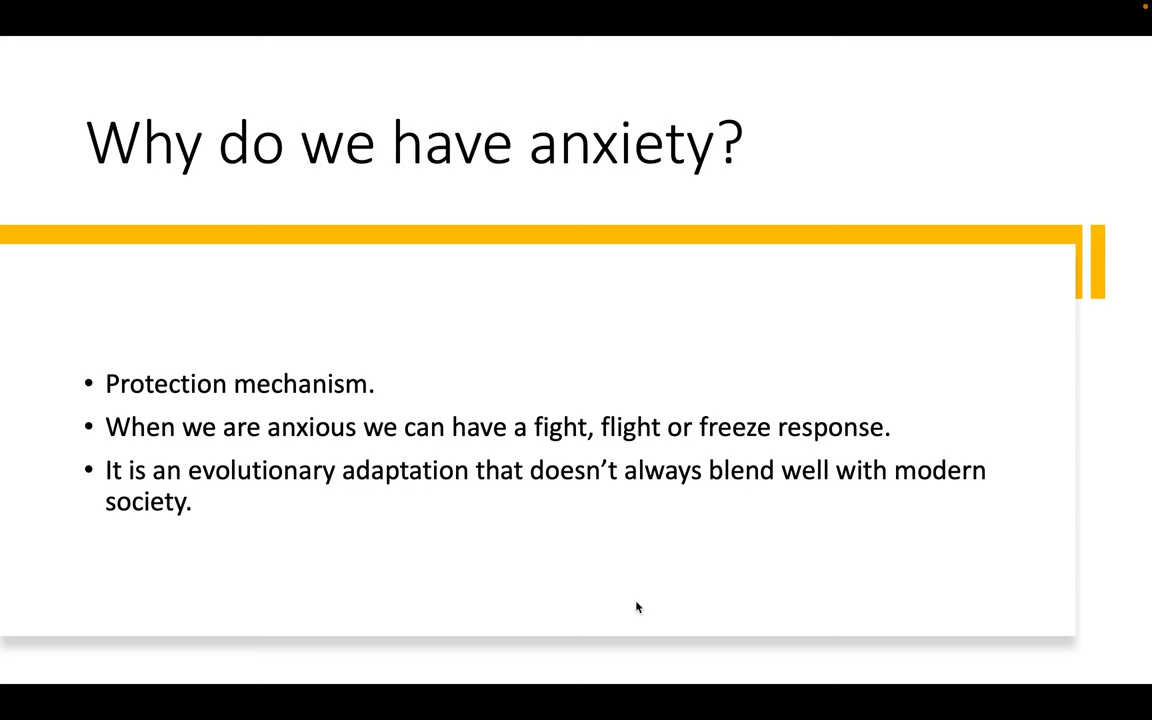 Why do we have anxiety?
• Protection mechanism.
• When we are anxious we can have a fight, flight or freeze response.
• It is an evolutionary adaptation that doesn’t always blend well with modern
society.